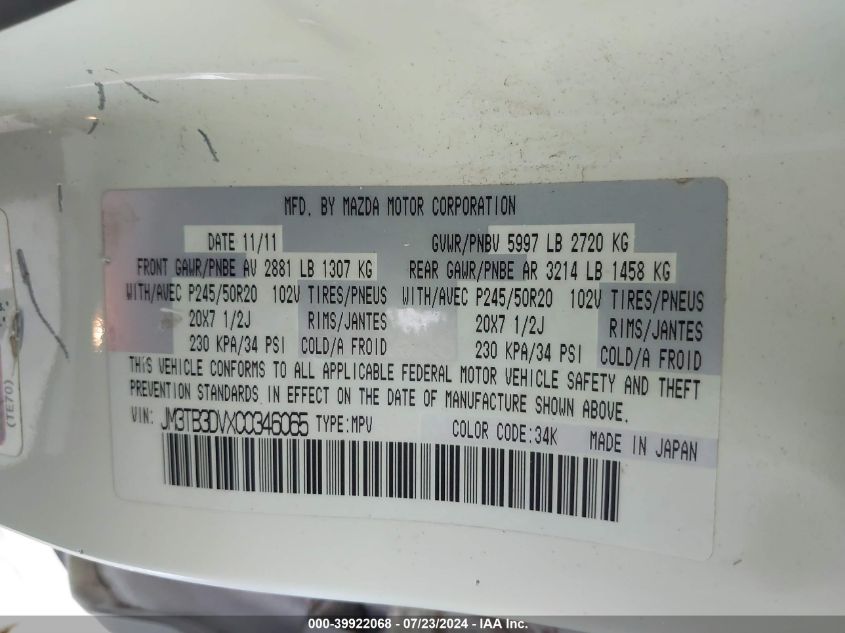 MFD. BY MAZDA MOTOR CORPORATION
DATE 11/11 GVWR/PNBV 5997 LB 2720 KG
FRONT GAWR/PNBE AV 2881 LB 1307 KG REAR GAWR/PNBE AR 3214 LB 1458 KG
WITH/AVEC P245/50R20 102V TIRES/PNEUS WITH/AVEC P245/50R20 102V TIRES/PNEUS
20X7 1/2J RIMS/JANTES 20X7 1/2J RIMS/JANTES
230 KPA/34 PSI COLD/A FROID 230 KPA/34 PSI COLD/A FROID
THIS VEHICLE CONFORMS TO ALL APPLICABLE FEDERAL MOTOR VEHICLE SAFETY AND THEFT
PREVENTION STANDARDS IN EFFECT ON THE DATE OF MANUFACTURE SHOWN ABOVE.
VIN: JM3TB3DVXC0346065 TYPE:MPV COLOR CODE:34K MADE IN JAPAN
(TE70)
000-39922068 - 07/23/2024 - IAA Inc.